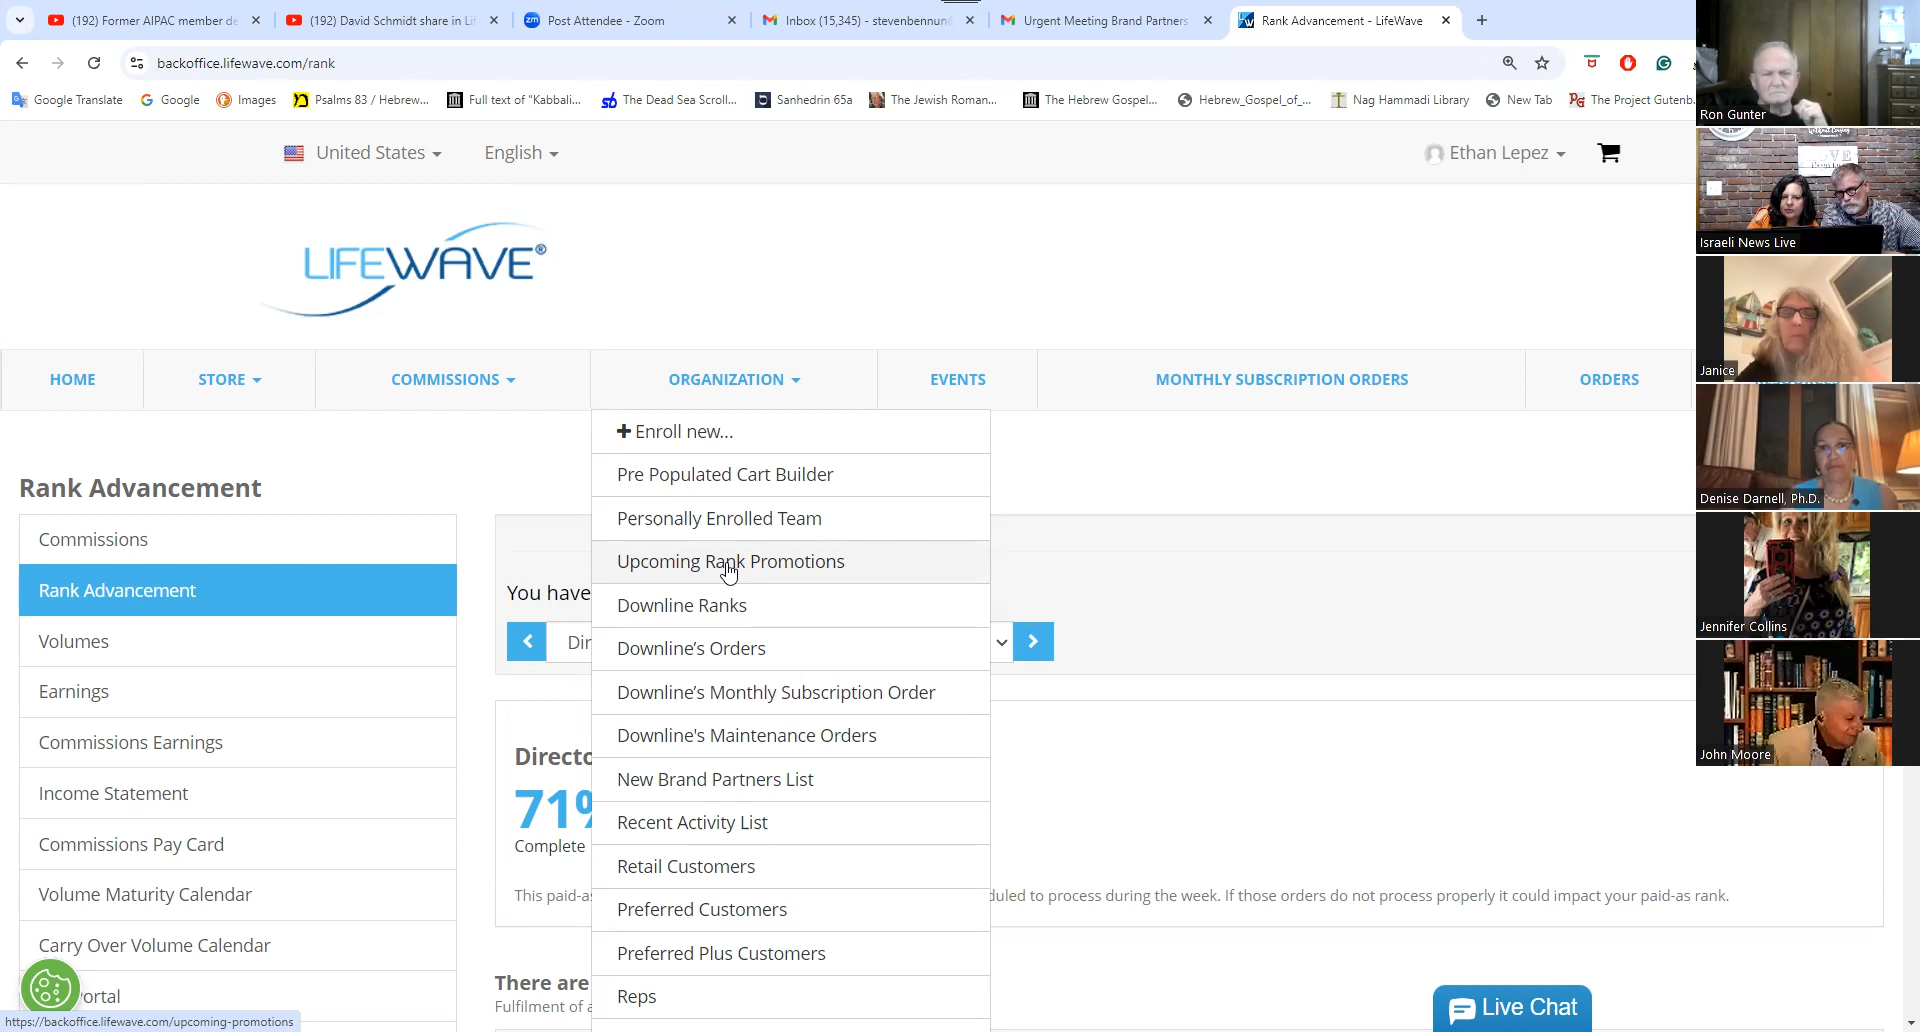 (192) Former AIPAC member de
(192) David Schmidt share in Lif
zm Post Attendee - Zoom
Inbox (15,345) - stevenbennun
Urgent Meeting Brand Partners
Rank Advancement - LifeWave
backoffice.lifewave.com/rank
Google Translate
Google
Images
Psalms 83 / Hebrew...
Full text of "Kabbali...
The Dead Sea Scroll...
Sanhedrin 65a
The Jewish Roman...
The Hebrew Gospel...
Hebrew_Gospel_of_...
Nag Hammadi Library
New Tab
The Project Gutenb.
United States
English
Ethan Lepez
LIFEWAVE®
HOME
STORE
COMMISSIONS
ORGANIZATION
EVENTS
MONTHLY SUBSCRIPTION ORDERS
ORDERS
Enroll new...
Pre Populated Cart Builder
Personally Enrolled Team
Upcoming Rank Promotions
Downline Ranks
Downline’s Orders
Downline’s Monthly Subscription Order
Downline's Maintenance Orders
New Brand Partners List
Recent Activity List
Retail Customers
Preferred Customers
Preferred Plus Customers
Reps
Rank Advancement
Commissions
Rank Advancement
Volumes
Earnings
Commissions Earnings
Income Statement
Commissions Pay Card
Volume Maturity Calendar
Carry Over Volume Calendar
ortal
You have
Dir
Directo
71%
Complete
This paid-as
duled to process during the week. If those orders do not process properly it could impact your paid-as rank.
There are
Fulfilment of a
Live Chat
https://backoffice.lifewave.com/upcoming-promotions
Ron Gunter
Israeli News Live
Janice
Denise Darnell, Ph.D.
Jennifer Collins
John Moore